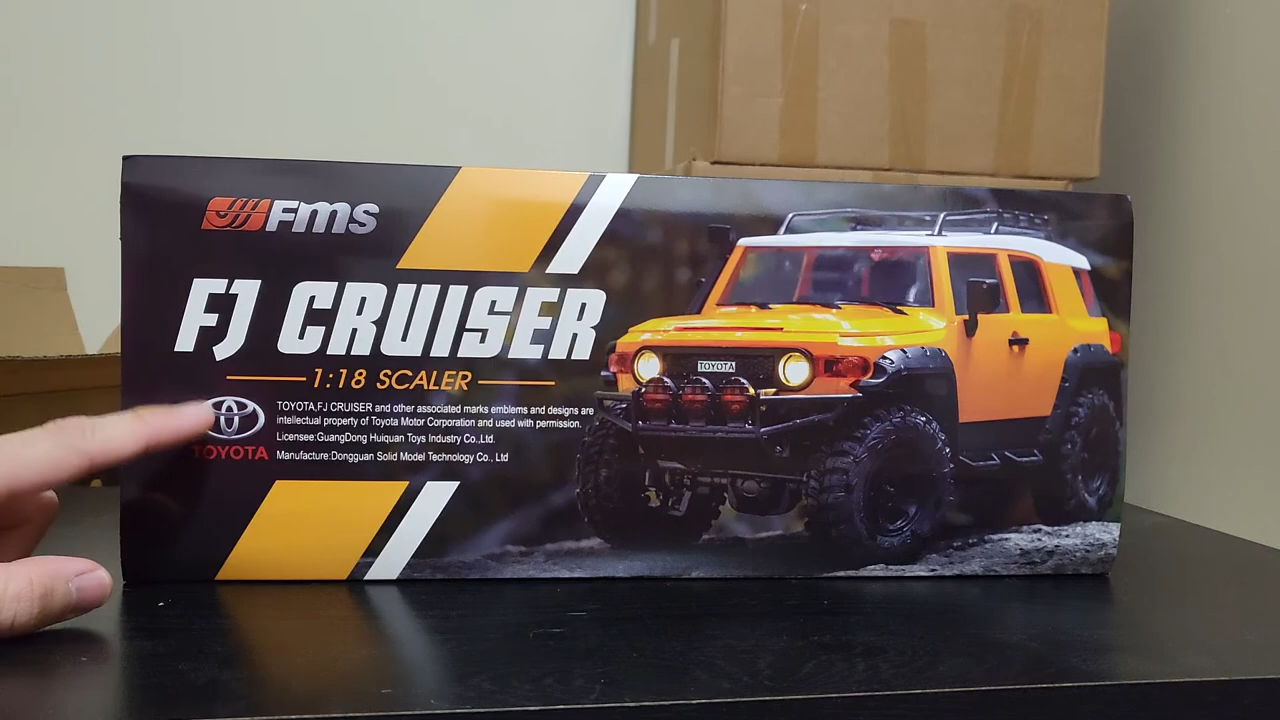 FMS
FJ CRUISER
1:18 SCALER
TOYOTA,FJ CRUISER and other associated marks emblems and designs are
intellectual property of Toyota Motor Corporation and used with permission.
Licensee:GuangDong Huiquan Toys Industry Co.,Ltd.
Manufacture:Dongguan Solid Model Technology Co., Ltd
TOYOTA
TOYOTA